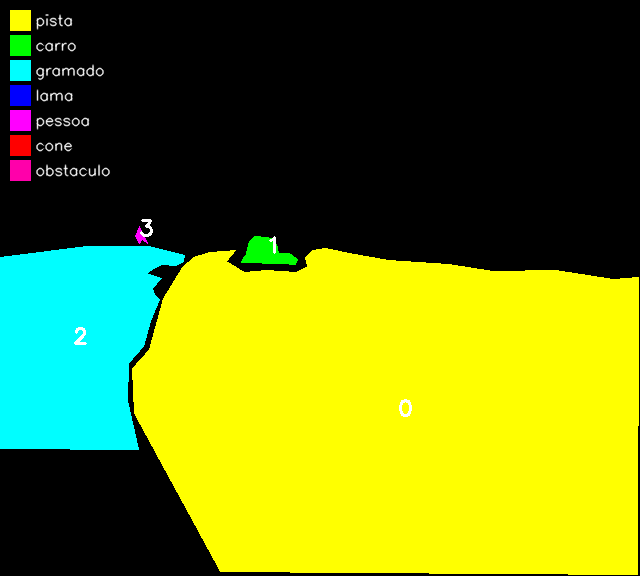 pista
carro
gramado
lama
pessoa
cone
obstaculo
3
1
2
0